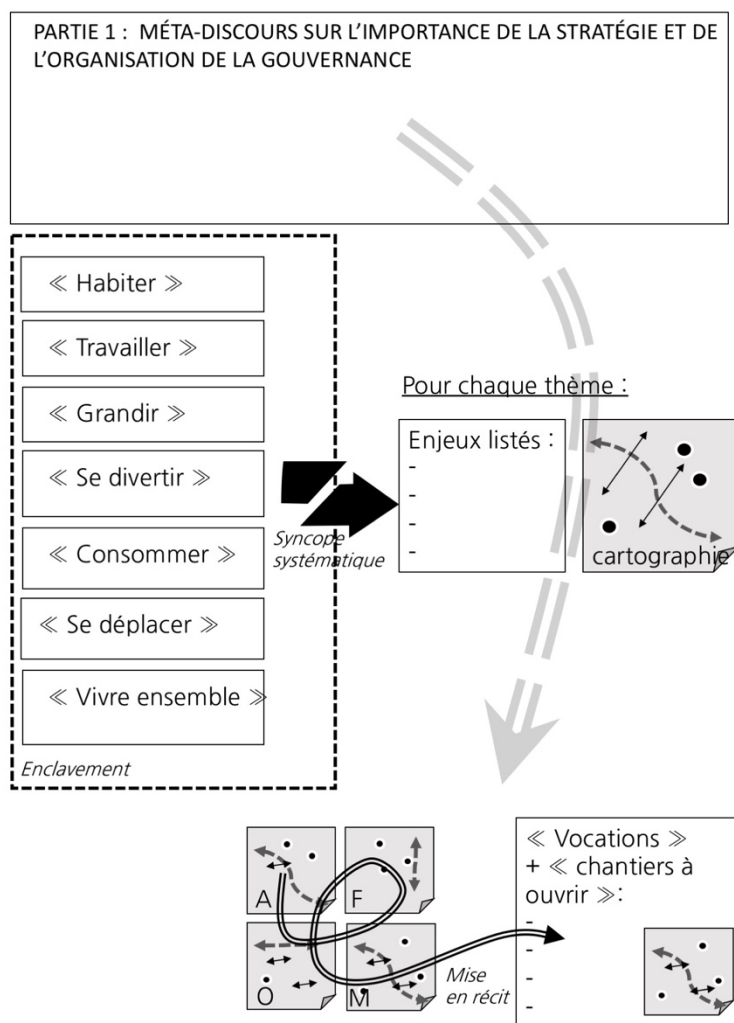 PARTIE 1 : MÉTA-DISCOURS SUR L’IMPORTANCE DE LA STRATÉGIE ET DE
L’ORGANISATION DE LA GOUVERNANCE
≪ Habiter ≫
≪ Travailler ≫
≪ Grandir ≫
≪ Se divertir ≫
≪ Consommer ≫
≪ Se déplacer ≫
≪ Vivre ensemble ≫
Enclavement
Syncope
systématique
Pour chaque thème :
Enjeux listés :
-
-
-
-
cartographie
A
F
O
M
Mise
en récit
≪ Vocations ≫
+ ≪ chantiers à
ouvrir ≫:
-
-
-
-